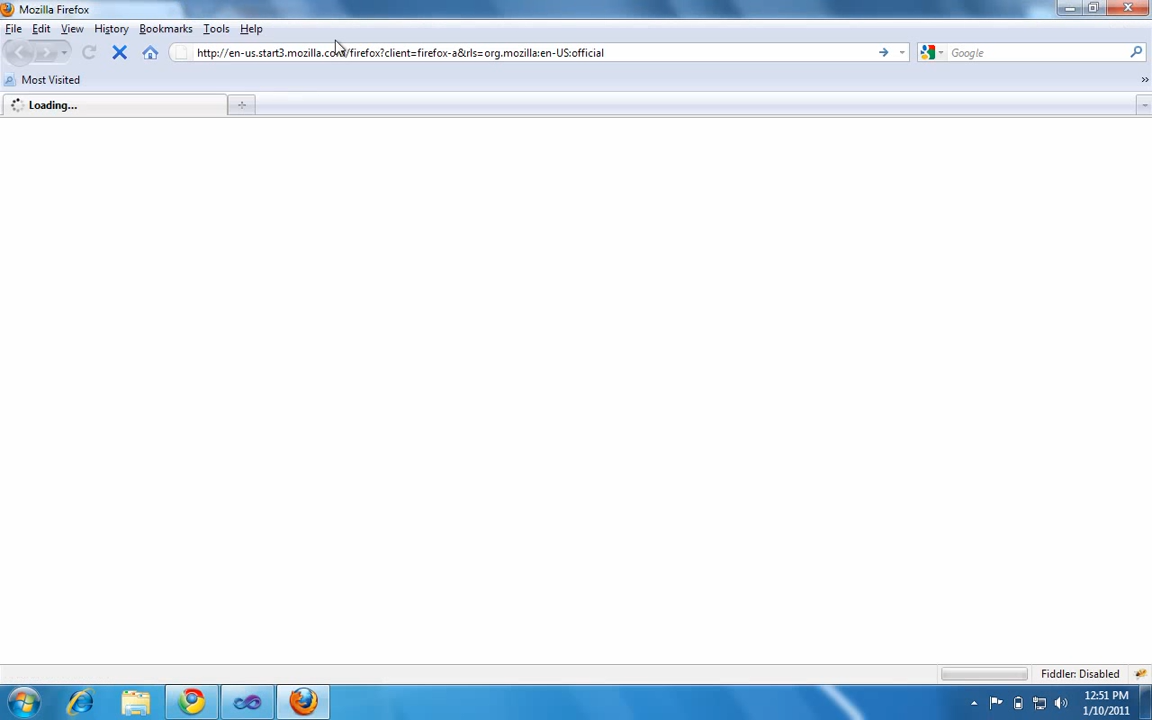 Mozilla Firefox
File Edit View History Bookmarks Tools Help
http://en-us.start3.mozilla.com/firefox?client=firefox-a&rls=org.mozilla:en-US:official
Google
Most Visited
Loading...
Fiddler: Disabled
12:51 PM
1/10/2011